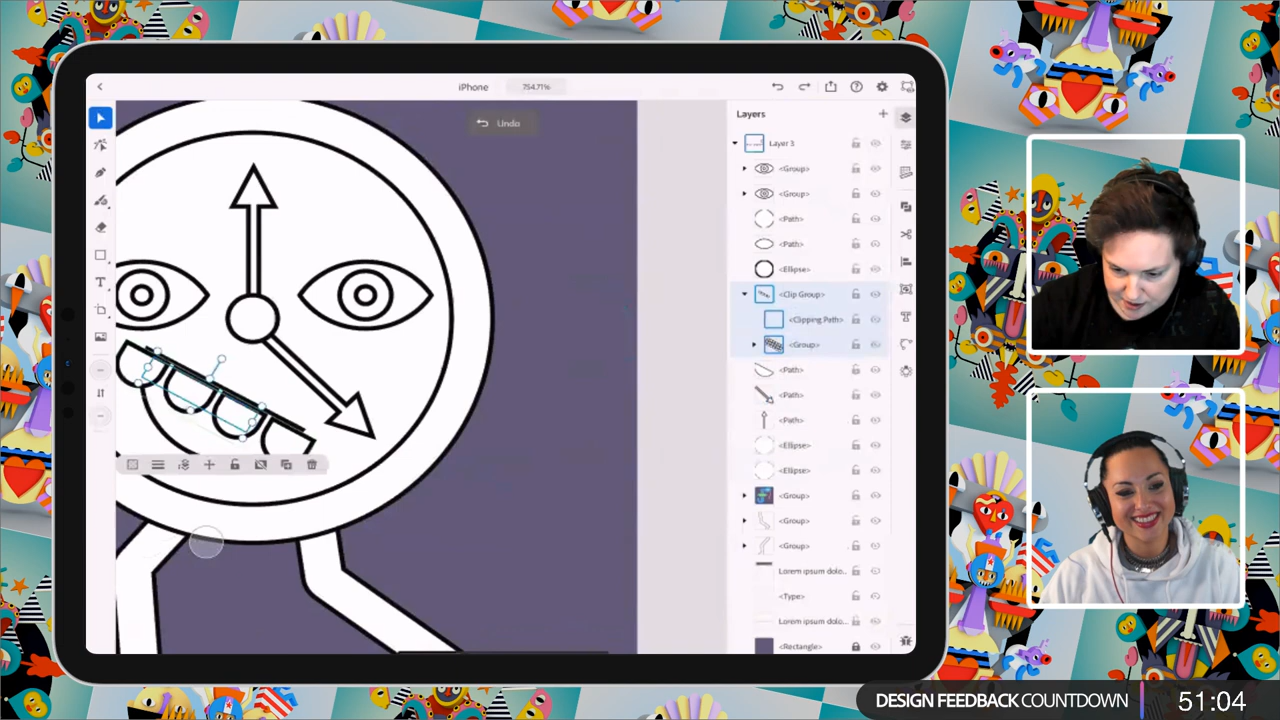 iPhone
754.71%
Undo
Layers
Layer 3
<Group>
<Group>
<Path>
<Path>
<Ellipse>
<Clip Group>
<Clipping Path>
<Group>
<Path>
<Path>
<Path>
<Ellipse>
<Ellipse>
<Group>
<Group>
<Group>
Lorem ipsum dolo...
<Type>
Lorem ipsum dolo...
<Rectangle>
DESIGN FEEDBACK COUNTDOWN
51:04